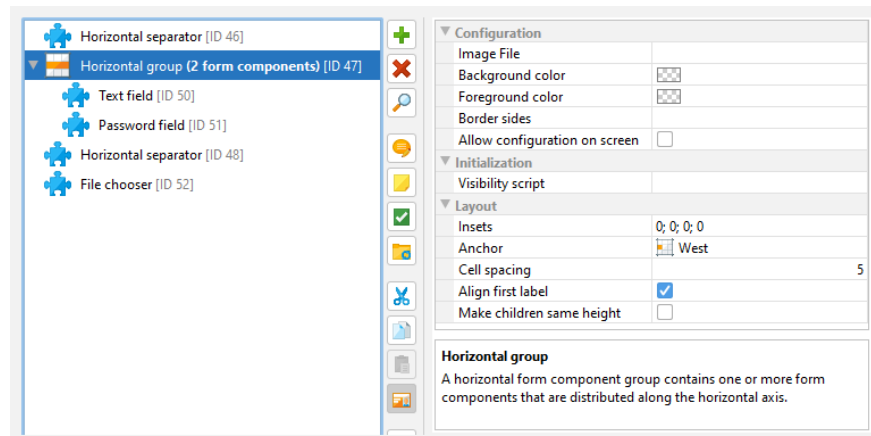 Horizontal separator [ID 46]
Horizontal group (2 form components) [ID 47]
Text field [ID 50]
Password field [ID 51]
Horizontal separator [ID 48]
File chooser [ID 52]
Configuration
Image File
Background color
Foreground color
Border sides
Allow configuration on screen
Initialization
Visibility script
Layout
Insets 0; 0; 0; 0
Anchor West
Cell spacing 5
Align first label
Make children same height
Horizontal group
A horizontal form component group contains one or more form
components that are distributed along the horizontal axis.